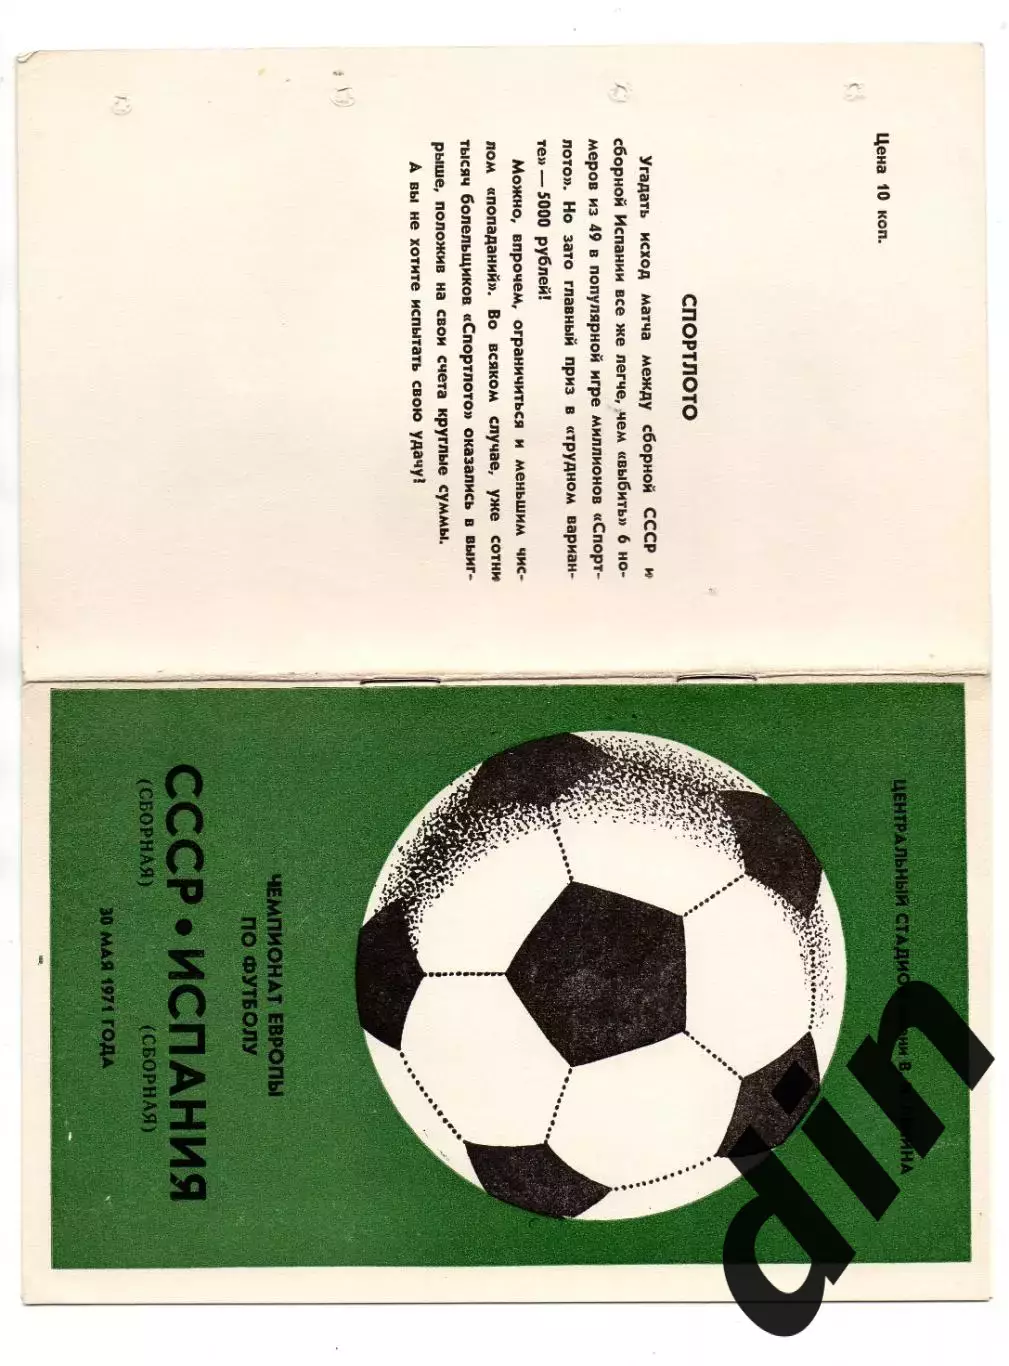 Цена 10 коп.
СПОРТЛОТО
Угадать исход матча между сборной СССР и
сборной Испании все же легче, чем «выбить» 6 но-
меров из 49 в популярной игре миллионов «Спорт-
лото». Но зато главный приз в «трудном вариан-
те» — 5000 рублей!
Можно, впрочем, ограничиться и меньшим чис-
лом «попаданий». Во всяком случае, уже сотни
тысяч болельщиков «Спортлото» оказались в выиг-
рыше, положив на свои счета круглые суммы.
А вы не хотите испытать свою удачу?
ЦЕНТРАЛЬНЫЙ СТАДИОН
ЧЕМПИОНАТ ЕВРОПЫ
ПО ФУТБОЛУ
СССР • ИСПАНИЯ
(СБОРНАЯ) (СБОРНАЯ)
30 МАЯ 1971 ГОДА
din